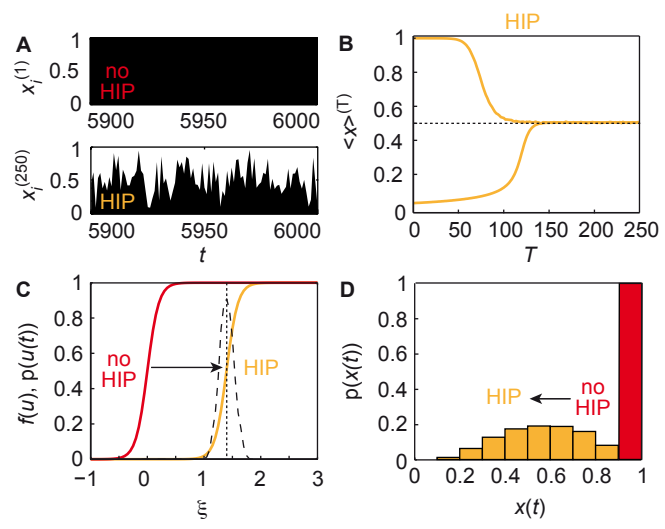 A
x_i^(1)
1
0.5
0
no
HIP
5900
5950
6000
x_i^(250)
1
0.5
0
HIP
5900
5950
6000
t
B
HIP
<x>^(T)
1
0.8
0.6
0.4
0.2
0
0
50
100
150
200
250
T
C
f(u), p(u(t))
1
0.8
0.6
0.4
0.2
0
no
HIP
HIP
−1
0
1
2
3
ξ
D
p(x(t))
1
0.8
0.6
0.4
0.2
0
HIP
no
HIP
0
0.2
0.4
0.6
0.8
1
x(t)